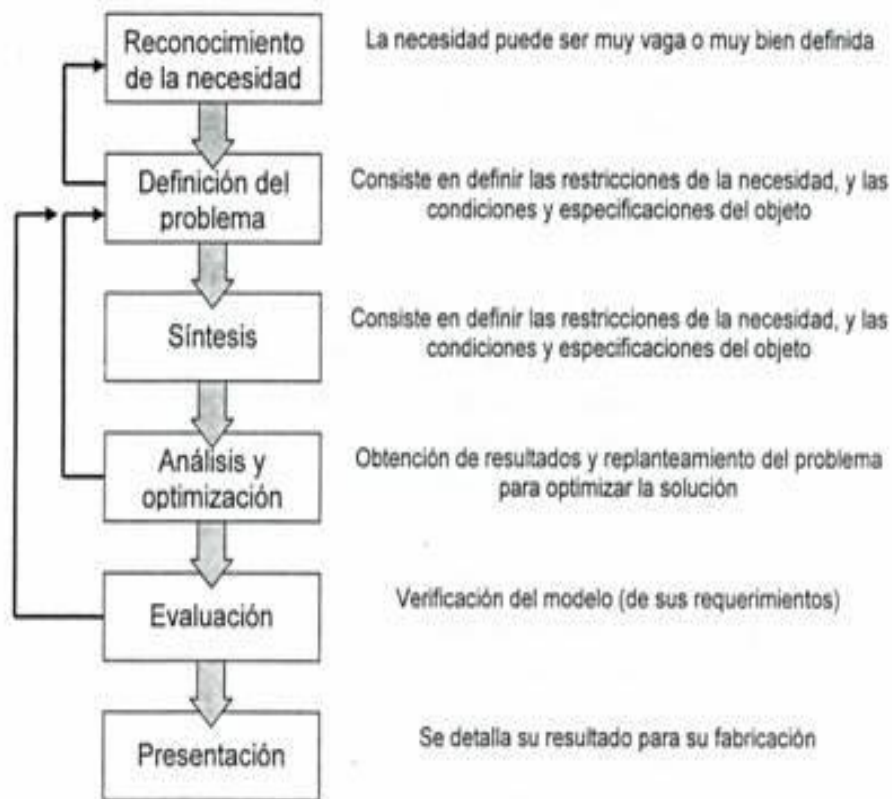 Reconocimiento
de la necesidad
La necesidad puede ser muy vaga o muy bien definida
Definición del
problema
Consiste en definir las restricciones de la necesidad, y las
condiciones y especificaciones del objeto
Síntesis
Consiste en definir las restricciones de la necesidad, y las
condiciones y especificaciones del objeto
Análisis y
optimización
Obtención de resultados y replanteamiento del problema
para optimizar la solución
Evaluación
Verificación del modelo (de sus requerimientos)
Presentación
Se detalla su resultado para su fabricación